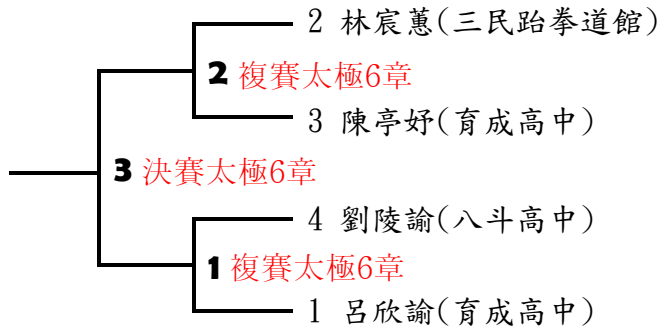 2 林宸蕙(三民跆拳道館)
2 複賽太極6章
3 陳亭妤(育成高中)
3 決賽太極6章
4 劉陵諭(八斗高中)
1 複賽太極6章
1 呂欣諭(育成高中)